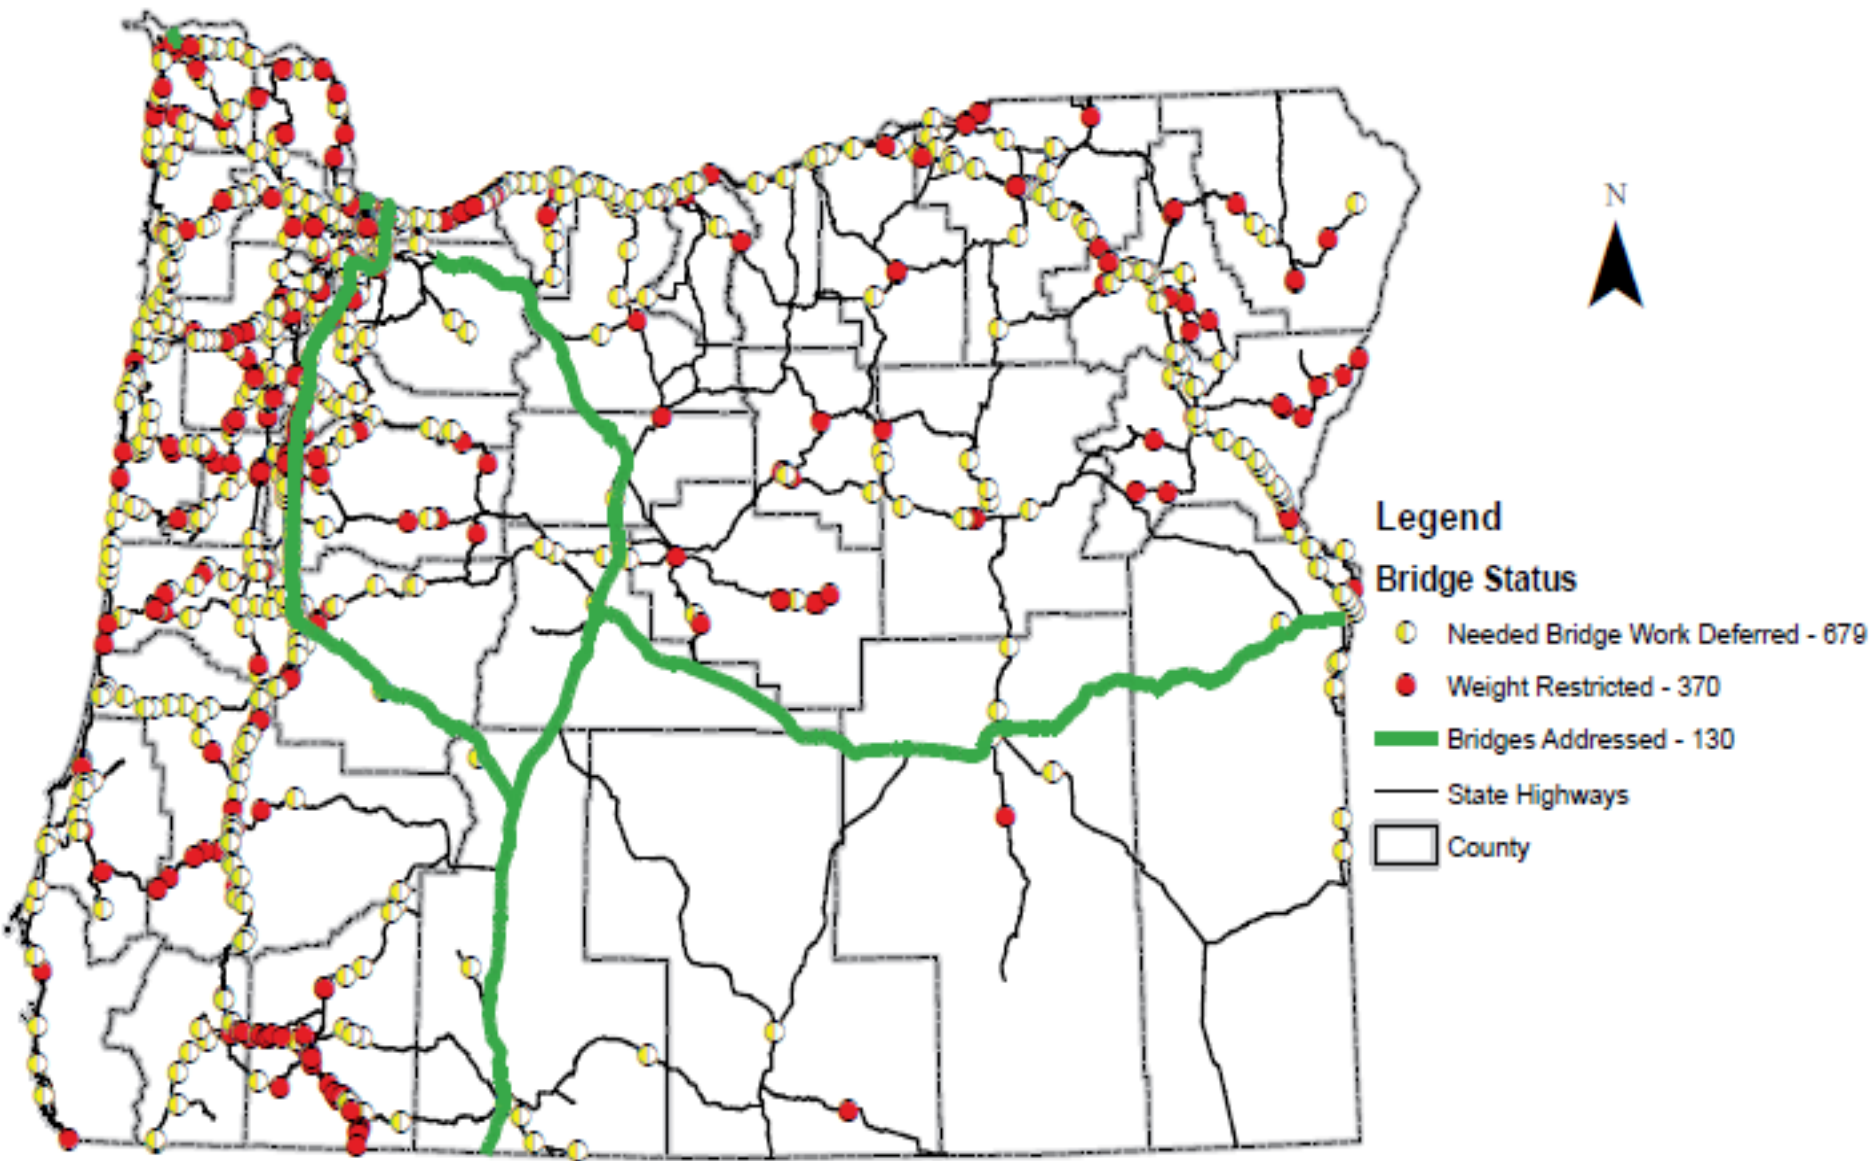 N
Legend
Bridge Status
Needed Bridge Work Deferred - 679
Weight Restricted - 370
Bridges Addressed - 130
State Highways
County